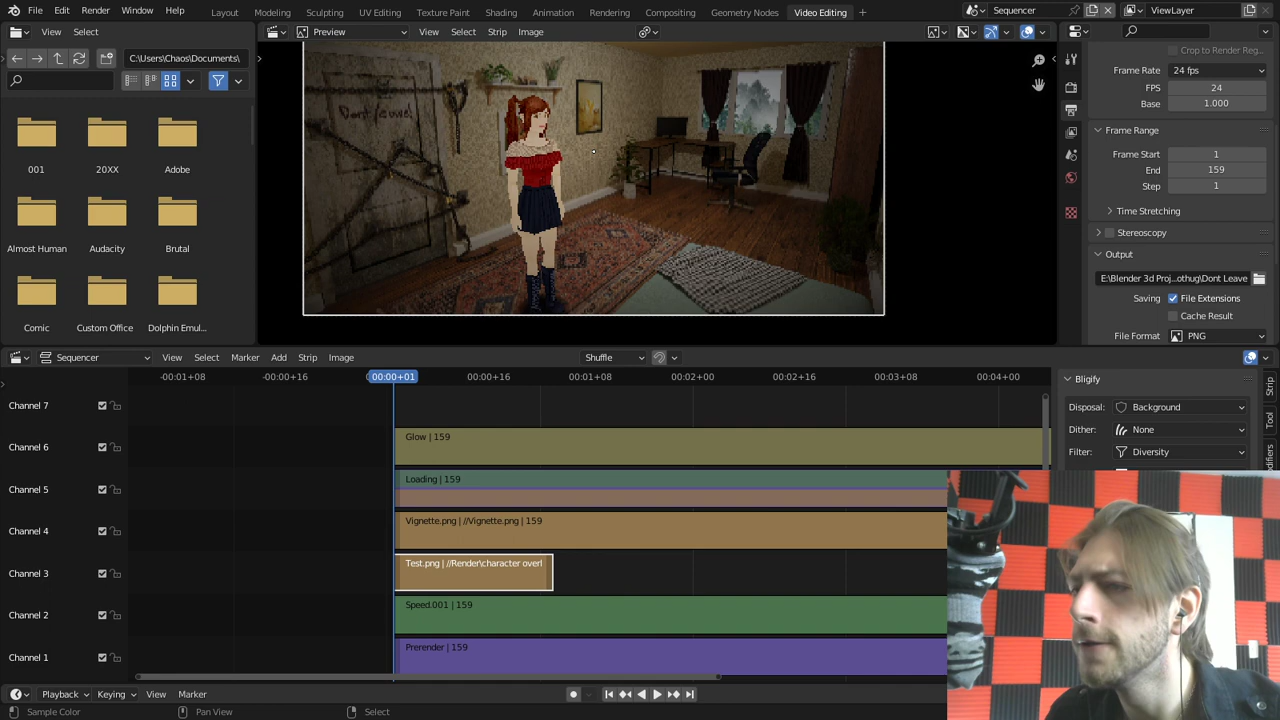 File Edit Render Window Help Layout Modeling Sculpting UV Editing Texture Paint Shading Animation Rendering Compositing Geometry Nodes Video Editing + Sequencer ViewLayer
View Select Preview View Select Strip Image
C:\Users\Chaos\Documents\
001 20XX Adobe
Almost Human Audacity Brutal
Comic Custom Office Dolphin Emul...
Crop to Render Reg...
Frame Rate 24 fps
FPS 24
Base 1.000
Frame Range
Frame Start 1
End 159
Step 1
Time Stretching
Stereoscopy
Output
E:\Blender 3d Proj...othug\Dont Leave
Saving File Extensions
Cache Result
File Format PNG
Sequencer View Select Marker Add Strip Image Shuffle
-00:01+08 -00:00+16 00:00+01 00:00+16 00:01+08 00:02+00 00:02+16 00:03+08 00:04+00
Channel 7
Channel 6 Glow | 159
Channel 5 Loading | 159
Channel 4 Vignette.png | //Vignette.png | 159
Channel 3 Test.png | //Render\character overl
Channel 2 Speed.001 | 159
Channel 1 Prerender | 159
Bligify
Disposal: Background
Dither: None
Filter: Diversity
Strip
Tool
Playback Keying View Marker
Sample Color Pan View Select